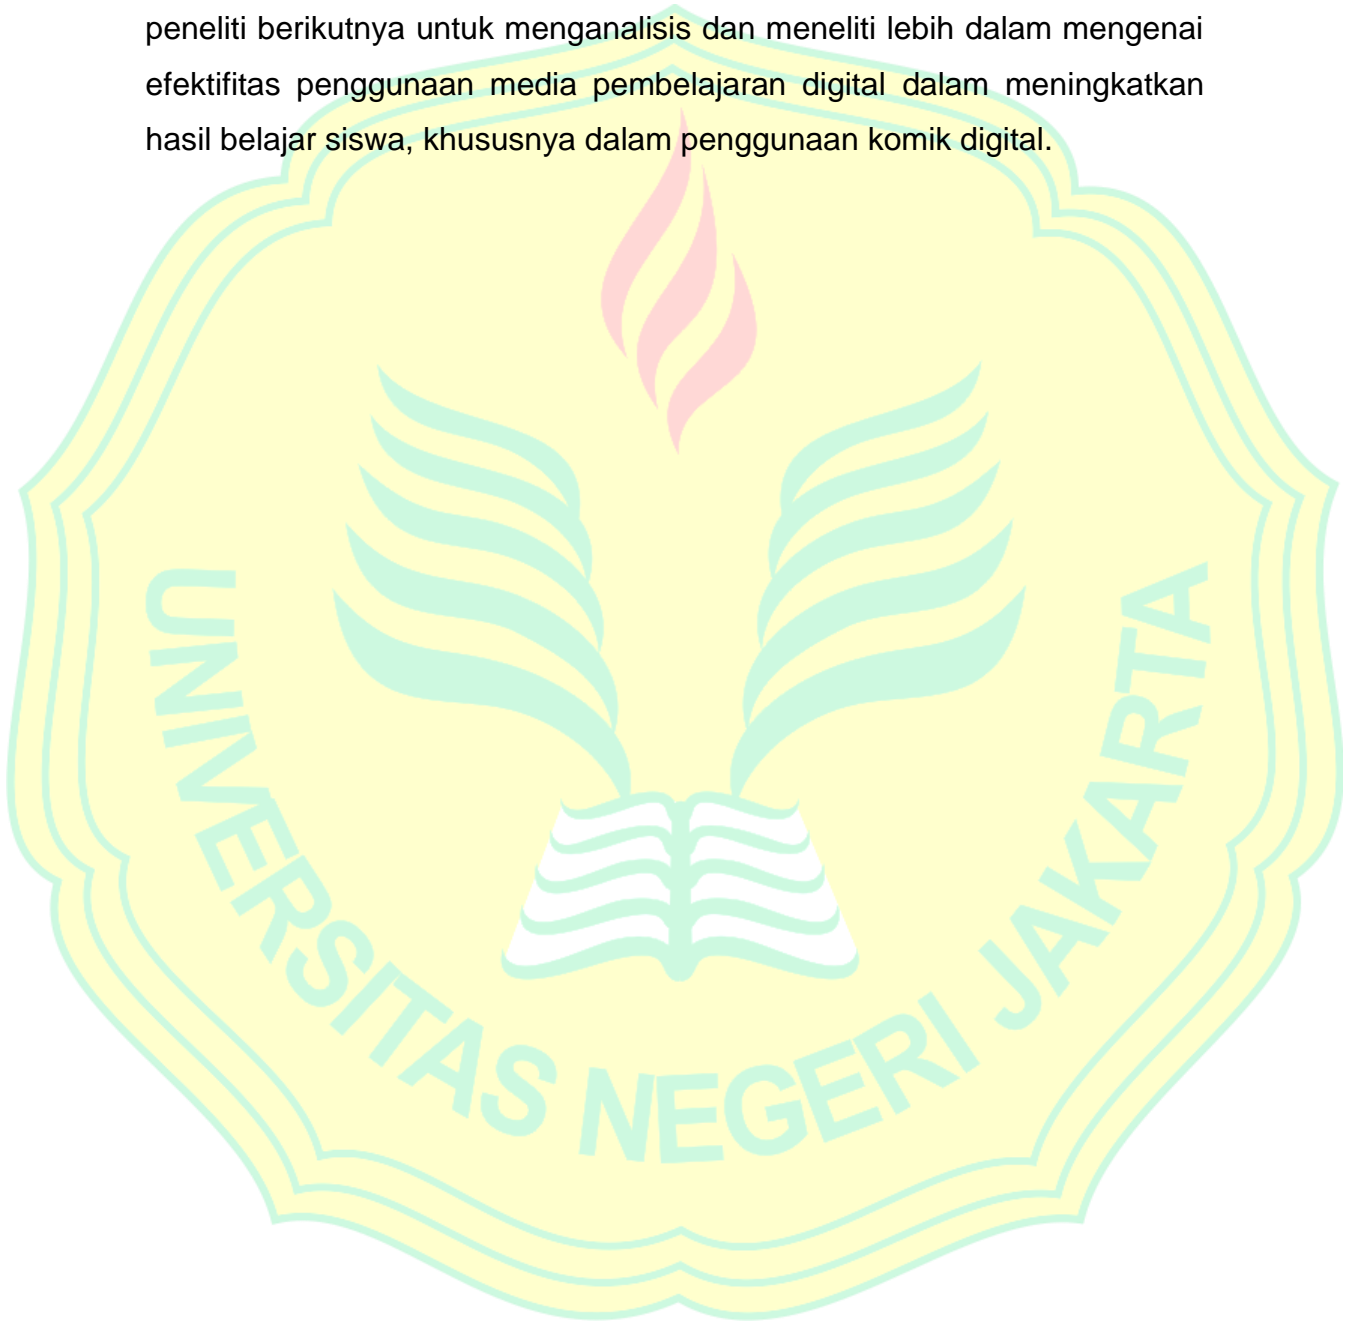 peneliti berikutnya untuk menganalisis dan meneliti lebih dalam mengenai
efektifitas penggunaan media pembelajaran digital dalam meningkatkan
hasil belajar siswa, khususnya dalam penggunaan komik digital.
UNIVERSITAS NEGERI JAKARTA